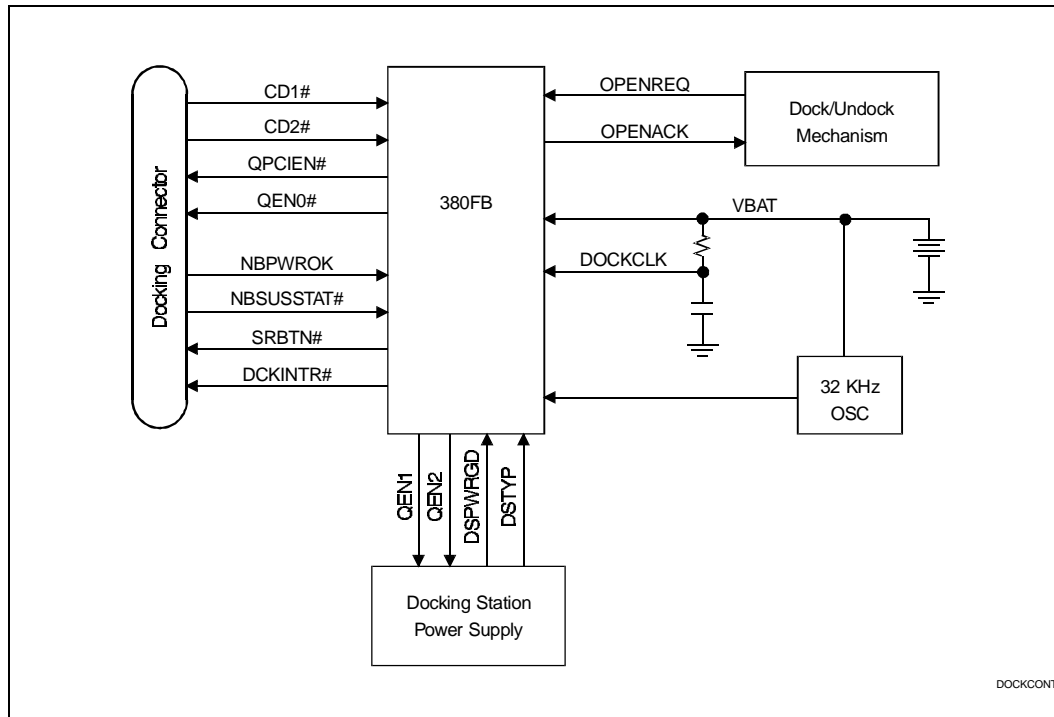 CD1#
CD2#
QPCIEN#
QEN0#
NBPWROK
NBSUSSTAT#
SRBTN#
DCKINTR#
Docking Connector
380FB
OPENREQ
OPENACK
Dock/Undock
Mechanism
VBAT
DOCKCLK
32 KHz
OSC
QEN1
QEN2
DSPWRGD
DSTYP
Docking Station
Power Supply
DOCKCONT